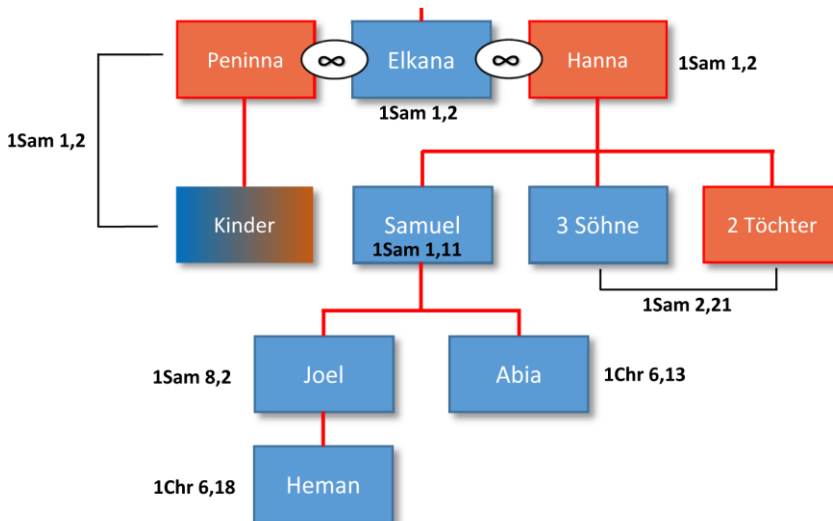 Peninna
∞
Elkana
∞
Hanna
1Sam 1,2
1Sam 1,2
1Sam 1,2
Kinder
Samuel
1Sam 1,11
3 Söhne
2 Töchter
1Sam 2,21
1Sam 8,2
Joel
Abia
1Chr 6,13
1Chr 6,18
Heman